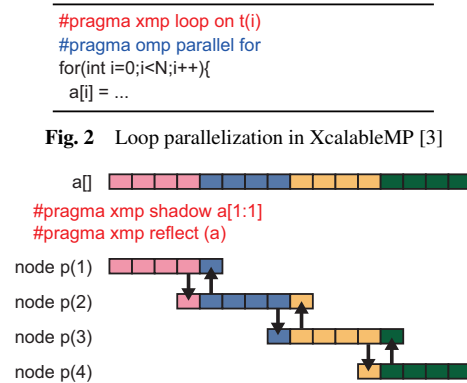 #pragma xmp loop on t(i)
#pragma omp parallel for
for(int i=0;i<N;i++){
a[i] = ...
Fig. 2 Loop parallelization in XcalableMP [3]
a[]
#pragma xmp shadow a[1:1]
#pragma xmp reflect (a)
node p(1)
node p(2)
node p(3)
node p(4)